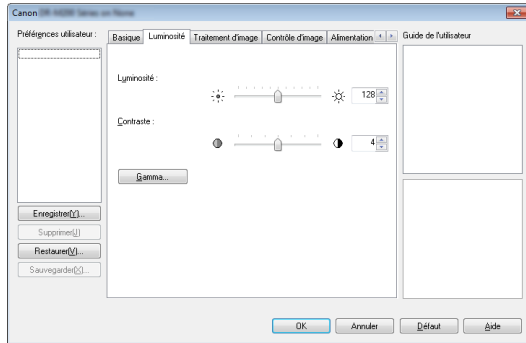 Canon
Préférences utilisateur :
Enregistrer(Y)...
Supprimer(J)
Restaurer(V)...
Sauvegarder(X)...
Basique
Luminosité
Traitement d'image
Contrôle d'image
Alimentation
Luminosité :
128
Contraste :
4
Gamma...
Guide de l'utilisateur
OK
Annuler
Défaut
Aide